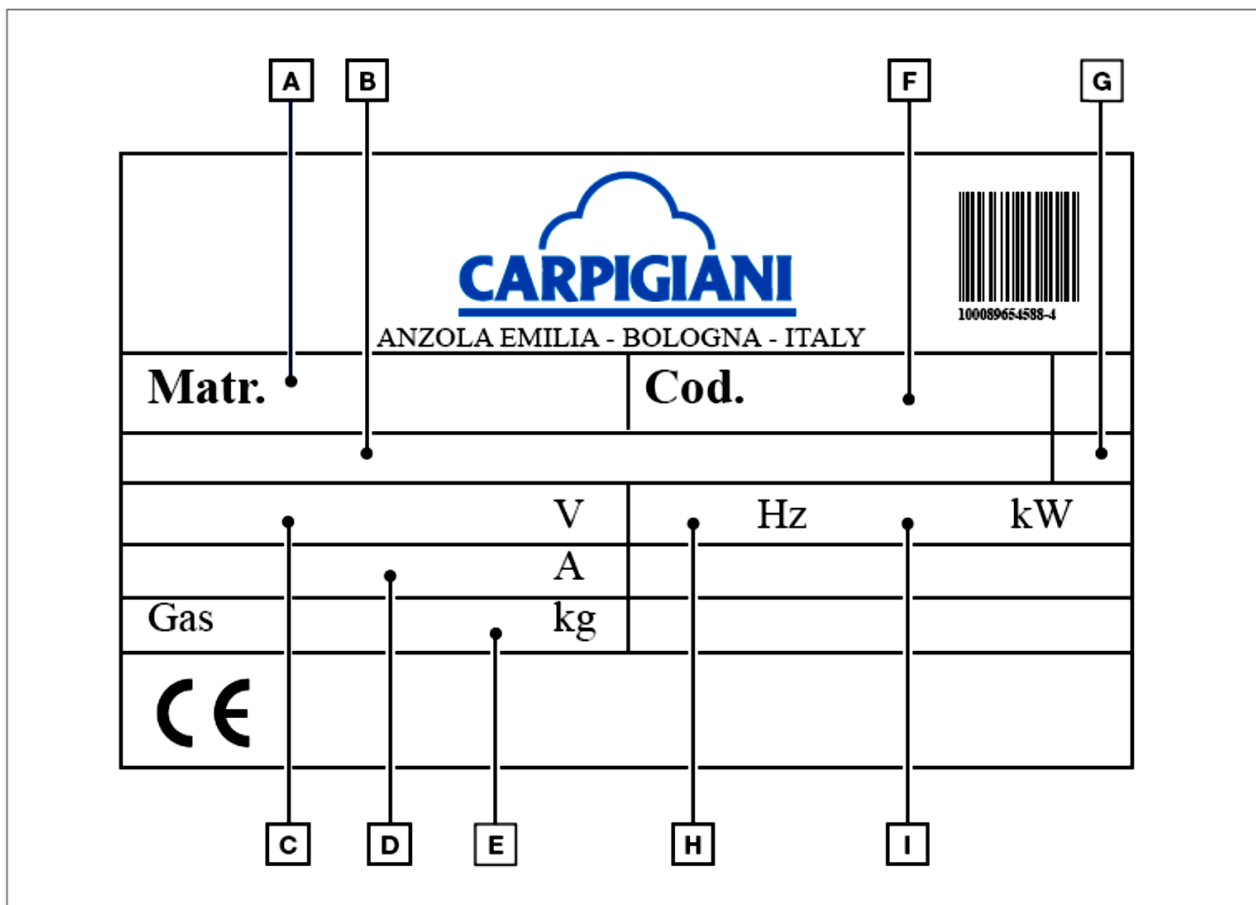 A B F G
CARPIGIANI
ANZOLA EMILIA - BOLOGNA - ITALY
100089654588-4
Matr. Cod.
V Hz kW
A
Gas kg
CE
C D E H I